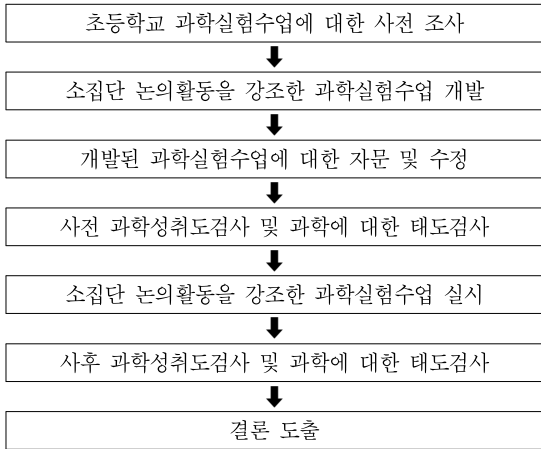 초등학교 과학실험수업에 대한 사전 조사
소집단 논의활동을 강조한 과학실험수업 개발
개발된 과학실험수업에 대한 자문 및 수정
사전 과학성취도검사 및 과학에 대한 태도검사
소집단 논의활동을 강조한 과학실험수업 실시
사후 과학성취도검사 및 과학에 대한 태도검사
결론 도출